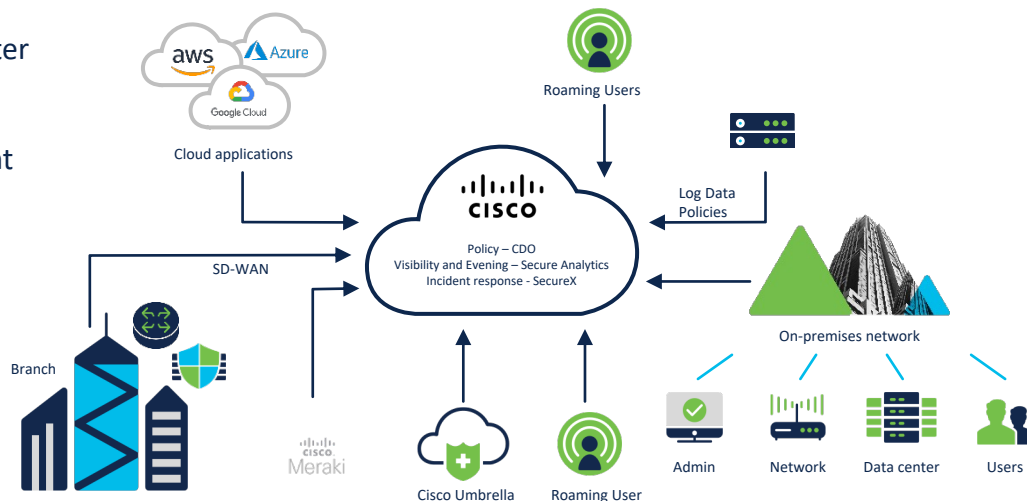 ter
nt
aws
Azure
Google Cloud
Cloud applications
Roaming Users
Log Data
Policies
CISCO
Policy – CDO
Visibility and Evening – Secure Analytics
Incident response - SecureX
SD-WAN
Branch
On-premises network
CISCO
Meraki
Cisco Umbrella
Roaming User
Admin
Network
Data center
Users